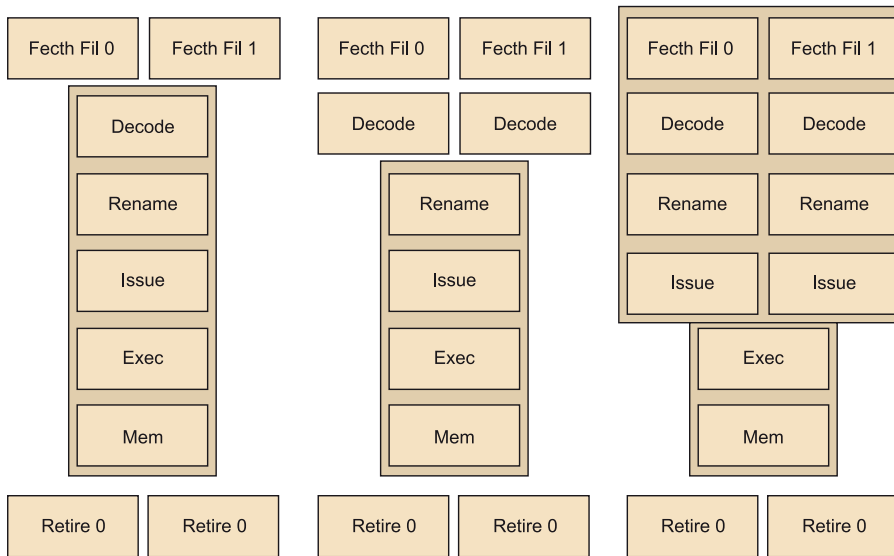 Fecth Fil 0
Fecth Fil 1
Decode
Rename
Issue
Exec
Mem
Retire 0
Retire 0
Fecth Fil 0
Fecth Fil 1
Decode
Decode
Rename
Issue
Exec
Mem
Retire 0
Retire 0
Fecth Fil 0
Fecth Fil 1
Decode
Decode
Rename
Rename
Issue
Issue
Exec
Mem
Retire 0
Retire 0